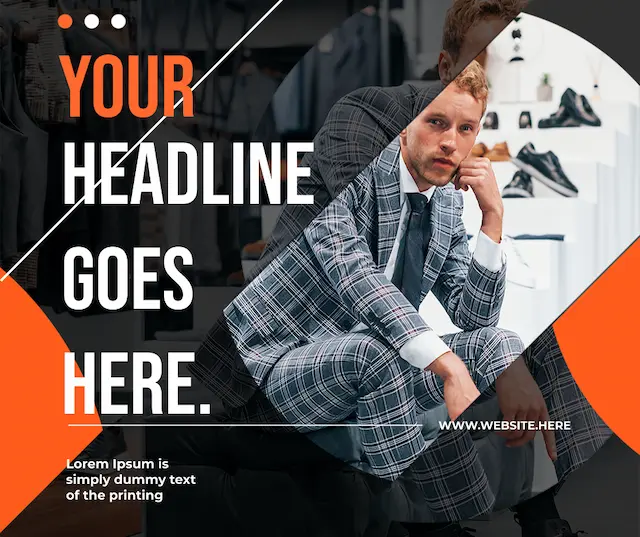 YOUR
HEADLINE
GOES
HERE.
WWW.WEBSITE.HERE
Lorem Ipsum is
simply dummy text
of the printing